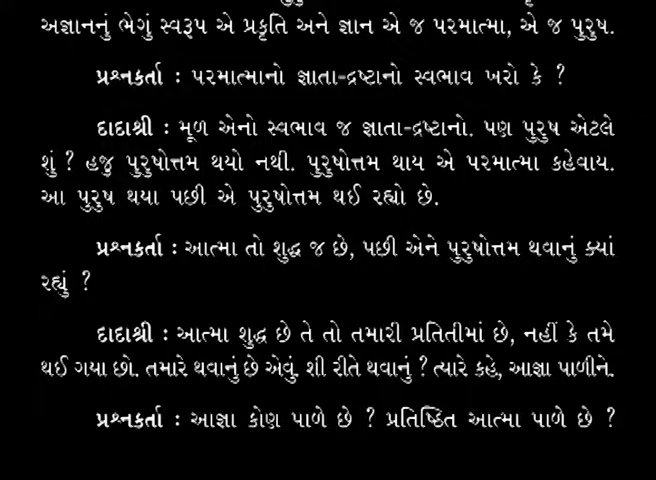 અજ્ઞાનનું ભેગું સ્વરૂપ એ પ્રકૃતિ અને જ્ઞાન એ જ પરમાત્મા, એ જ પુરુષ.
પ્રશ્નકર્તા : પરમાત્માનો જ્ઞાતા-દ્રષ્ટાનો સ્વભાવ ખરો કે ?
દાદાશ્રી : મૂળ એનો સ્વભાવ જ જ્ઞાતા-દ્રષ્ટાનો. પણ પુરુષ એટલે
શું ? હજુ પુરુષોત્તમ થયો નથી. પુરુષોત્તમ થાય એ પરમાત્મા કહેવાય.
આ પુરુષ થયા પછી એ પુરુષોત્તમ થઈ રહ્યો છે.
પ્રશ્નકર્તા : આત્મા તો શુદ્ધ જ છે, પછી એને પુરુષોત્તમ થવાનું ક્યાં
રહ્યું ?
દાદાશ્રી : આત્મા શુદ્ધ છે તે તો તમારી પ્રતિતીમાં છે, નહીં કે તમે
થઈ ગયા છો. તમારે થવાનું છે એવું. શી રીતે થવાનું ? ત્યારે કહે, આજ્ઞા પાળીને.
પ્રશ્નકર્તા : આજ્ઞા કોણ પાળે છે ? પ્રતિષ્ઠિત આત્મા પાળે છે ?